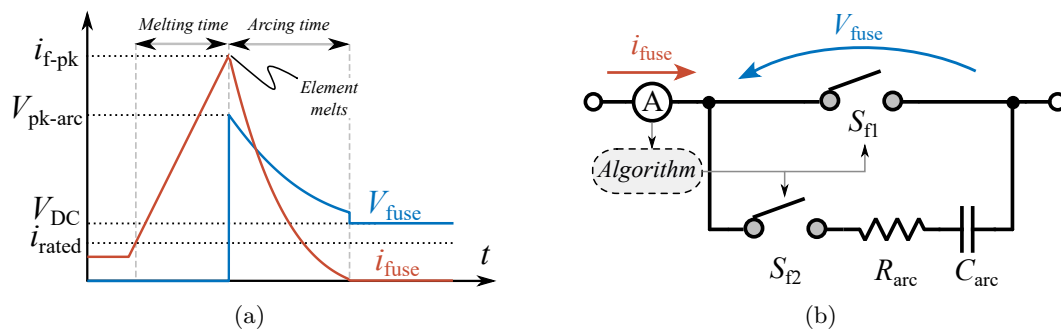 Melting time
Arcing time
i_f-pk
V_pk-arc
V_DC
i_rated
Element
melts
V_fuse
i_fuse
t
(a)
V_fuse
i_fuse
A
Algorithm
S_f1
S_f2
R_arc
C_arc
(b)